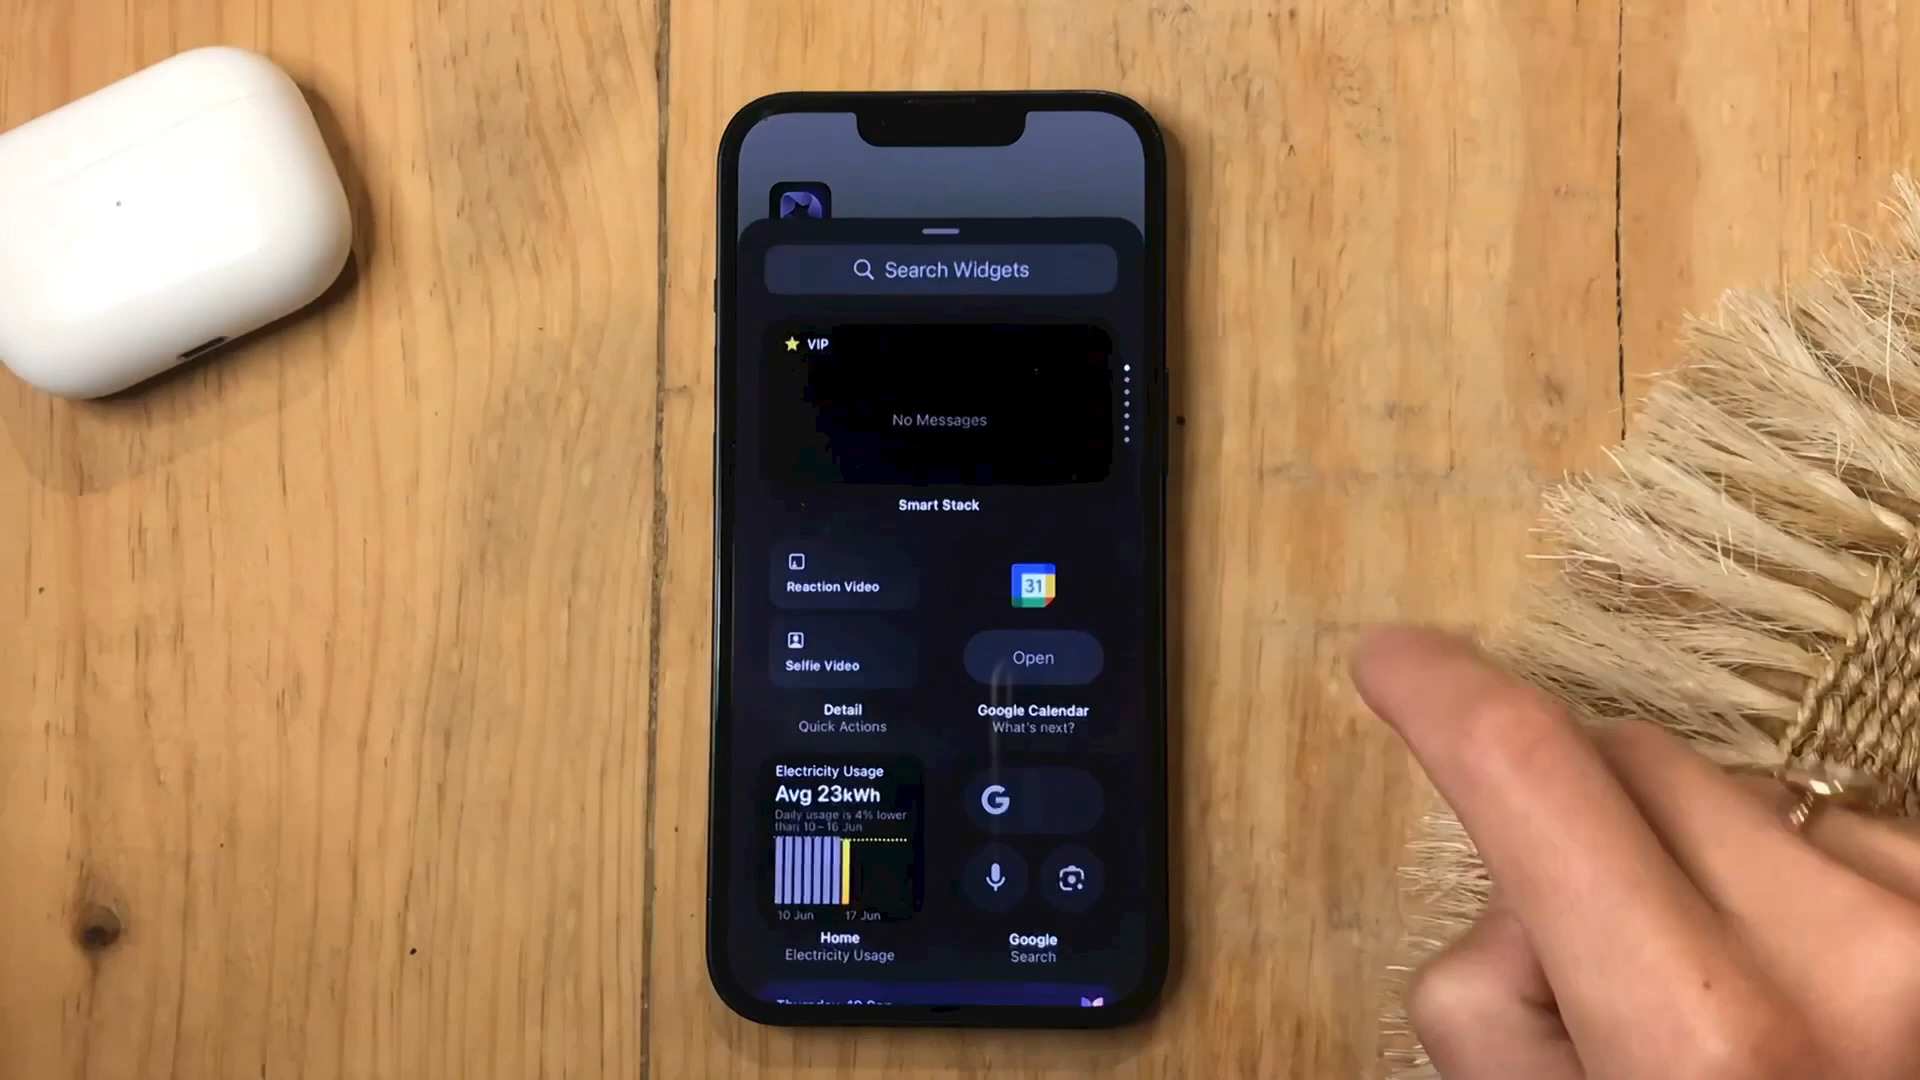 Search Widgets
VIP
No Messages
Smart Stack
Reaction Video
Selfie Video
Detail
Quick Actions
31
Open
Google Calendar
What's next?
Electricity Usage
Avg 23kWh
Daily usage is 4% lower
than 10–16 Jun
10 Jun 17 Jun
Home
Electricity Usage
G
Google
Search